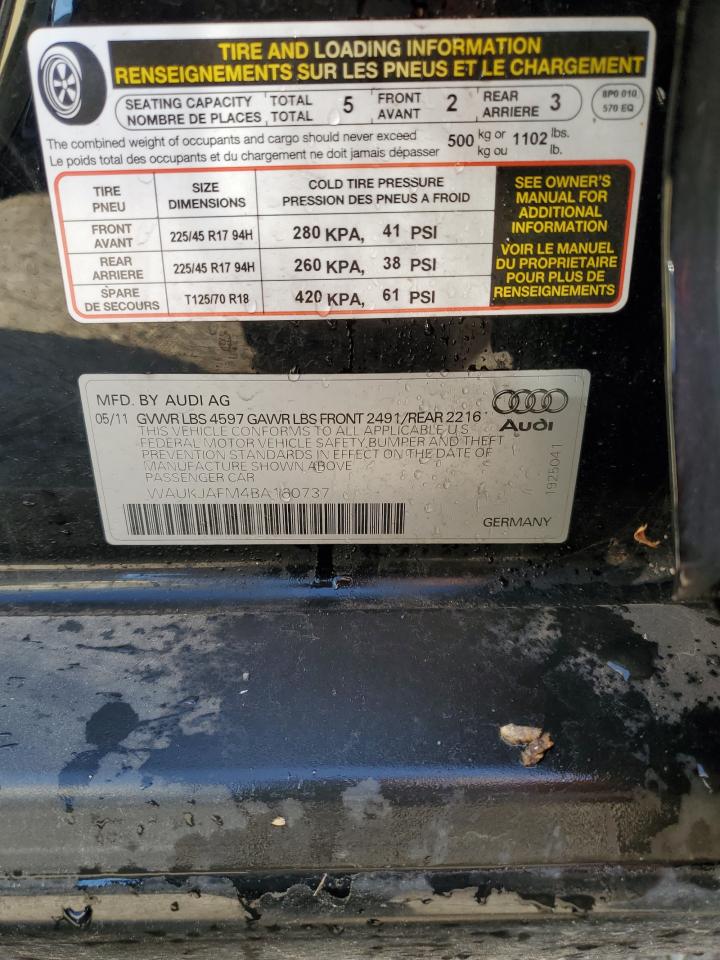 TIRE AND LOADING INFORMATION
RENSEIGNEMENTS SUR LES PNEUS ET LE CHARGEMENT
SEATING CAPACITY TOTAL 5 FRONT 2 REAR 3
NOMBRE DE PLACES TOTAL AVANT ARRIERE
8P0 010
570 EQ
The combined weight of occupants and cargo should never exceed 500 kg or 1102 lbs.
Le poids total des occupants et du chargement ne doit jamais dépasser kg ou lb.
TIRE SIZE COLD TIRE PRESSURE
PNEU DIMENSIONS PRESSION DES PNEUS A FROID
FRONT
AVANT 225/45 R17 94H 280 KPA, 41 PSI
REAR
ARRIERE 225/45 R17 94H 260 KPA, 38 PSI
SPARE
DE SECOURS T125/70 R18 420 KPA, 61 PSI
SEE OWNER'S
MANUAL FOR
ADDITIONAL
INFORMATION
VOIR LE MANUEL
DU PROPRIETAIRE
POUR PLUS DE
RENSEIGNEMENTS
MFD. BY AUDI AG
05/11 GVWR LBS 4597 GAWR LBS FRONT 2491/REAR 2216
THIS VEHICLE CONFORMS TO ALL APPLICABLE U.S.
FEDERAL MOTOR VEHICLE SAFETY,BUMPER AND THEFT
PREVENTION STANDARDS IN EFFECT ON THE DATE OF
MANUFACTURE SHOWN ABOVE
PASSENGER CAR
WAUKJAFM4BA180737
Audi
1925041
GERMANY